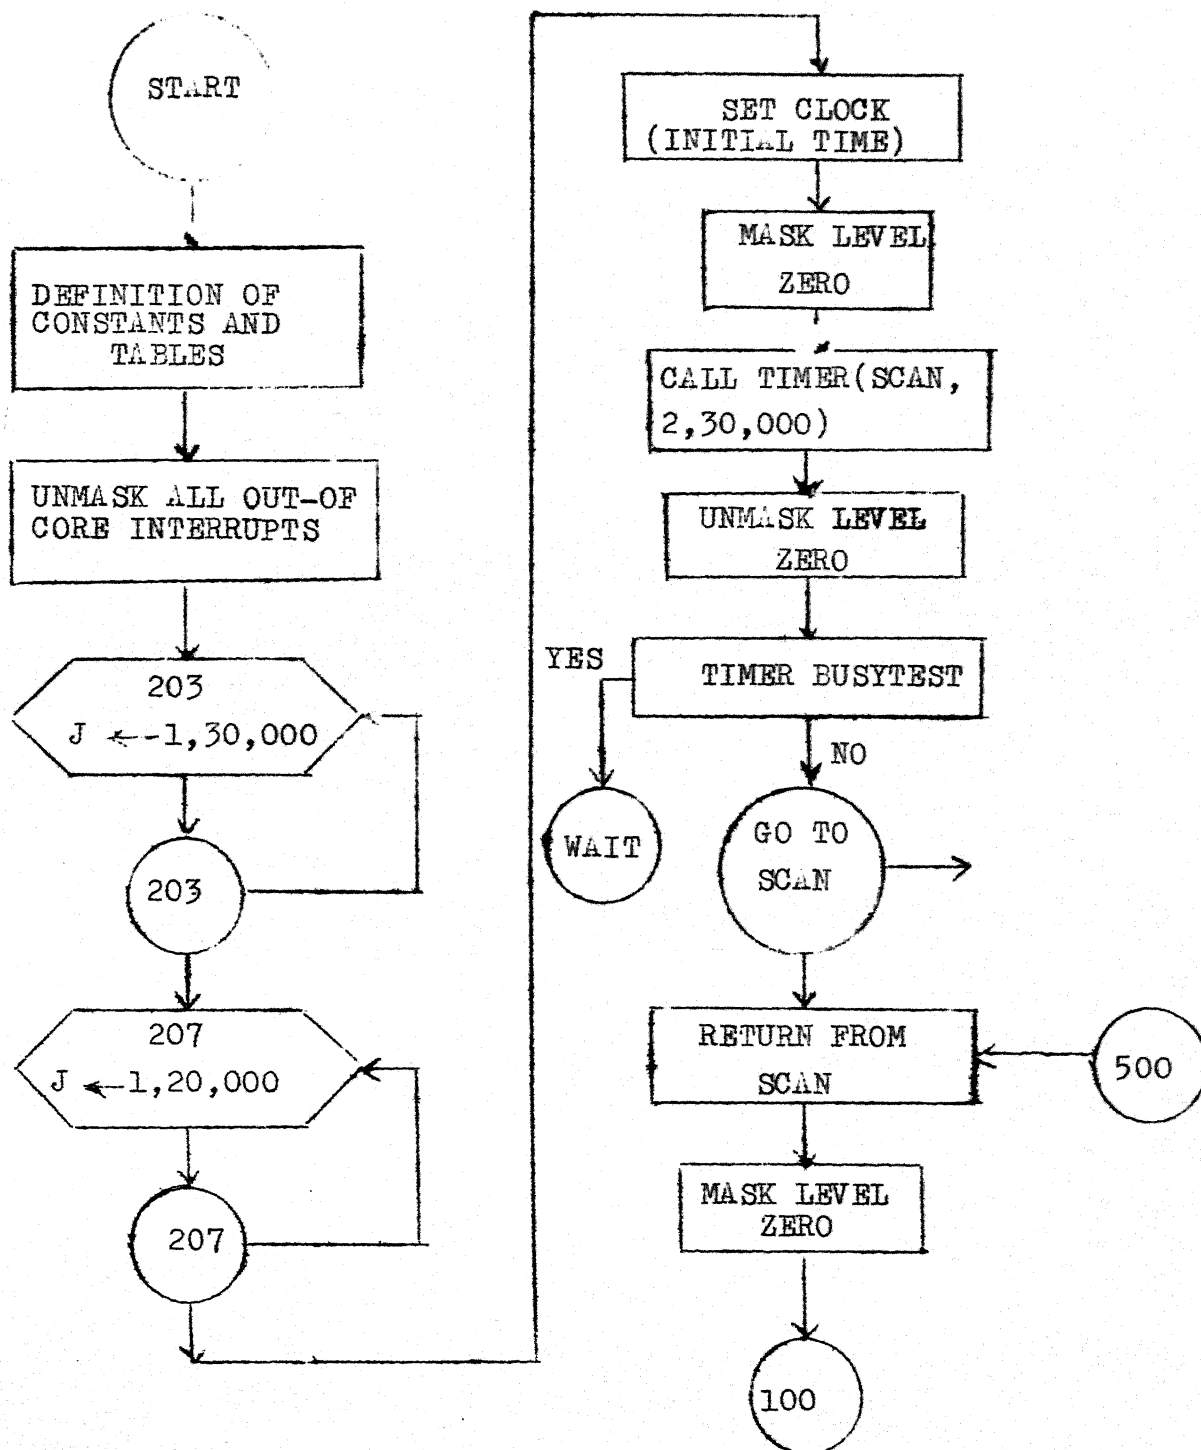 START
DEFINITION OF
CONSTANTS AND
TABLES
UNMASK ALL OUT-OF
CORE INTERRUPTS
203
J ←-1,30,000
203
207
J ←-1,20,000
207
SET CLOCK
(INITIAL TIME)
MASK LEVEL
ZERO
CALL TIMER(SCAN,
2,30,000)
UNMASK LEVEL
ZERO
YES
TIMER BUSYTEST
NO
WAIT
GO TO
SCAN
RETURN FROM
SCAN
500
MASK LEVEL
ZERO
100